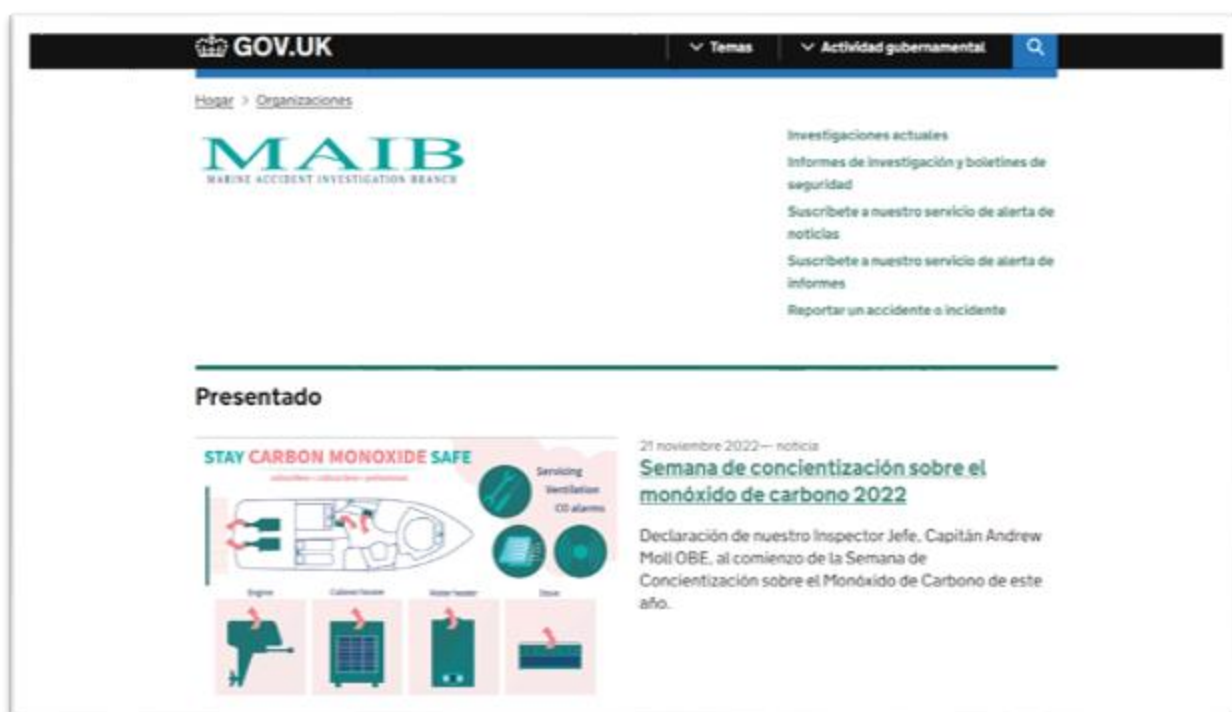 GOV.UK
Temas
Actividad gubernamental
Hogar > Organizaciones
MAIB
MARINE ACCIDENT INVESTIGATION BRANCH
Investigaciones actuales
Informes de investigación y boletines de
seguridad
Suscríbete a nuestro servicio de alerta de
noticias
Suscríbete a nuestro servicio de alerta de
informes
Reportar un accidente o incidente
Presentado
STAY CARBON MONOXIDE SAFE
Servicing
Ventilation
CO alarms
Engine
Cabinet heater
Water heater
Stove
21 noviembre 2022— noticia
Semana de concientización sobre el
monóxido de carbono 2022
Declaración de nuestro Inspector Jefe, Capitán Andrew
Moll OBE, al comienzo de la Semana de
Concientización sobre el Monóxido de Carbono de este
año.